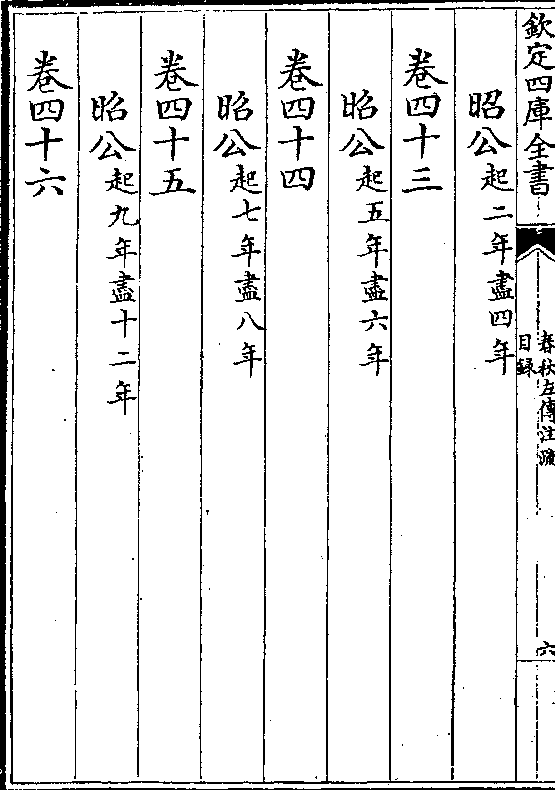 欽定四庫全書
春秋左傳注疏
目録
六
昭公起二年盡四年
卷四十三
昭公起五年盡六年
卷四十四
昭公起七年盡八年
卷四十五
昭公起九年盡十二年
卷四十六